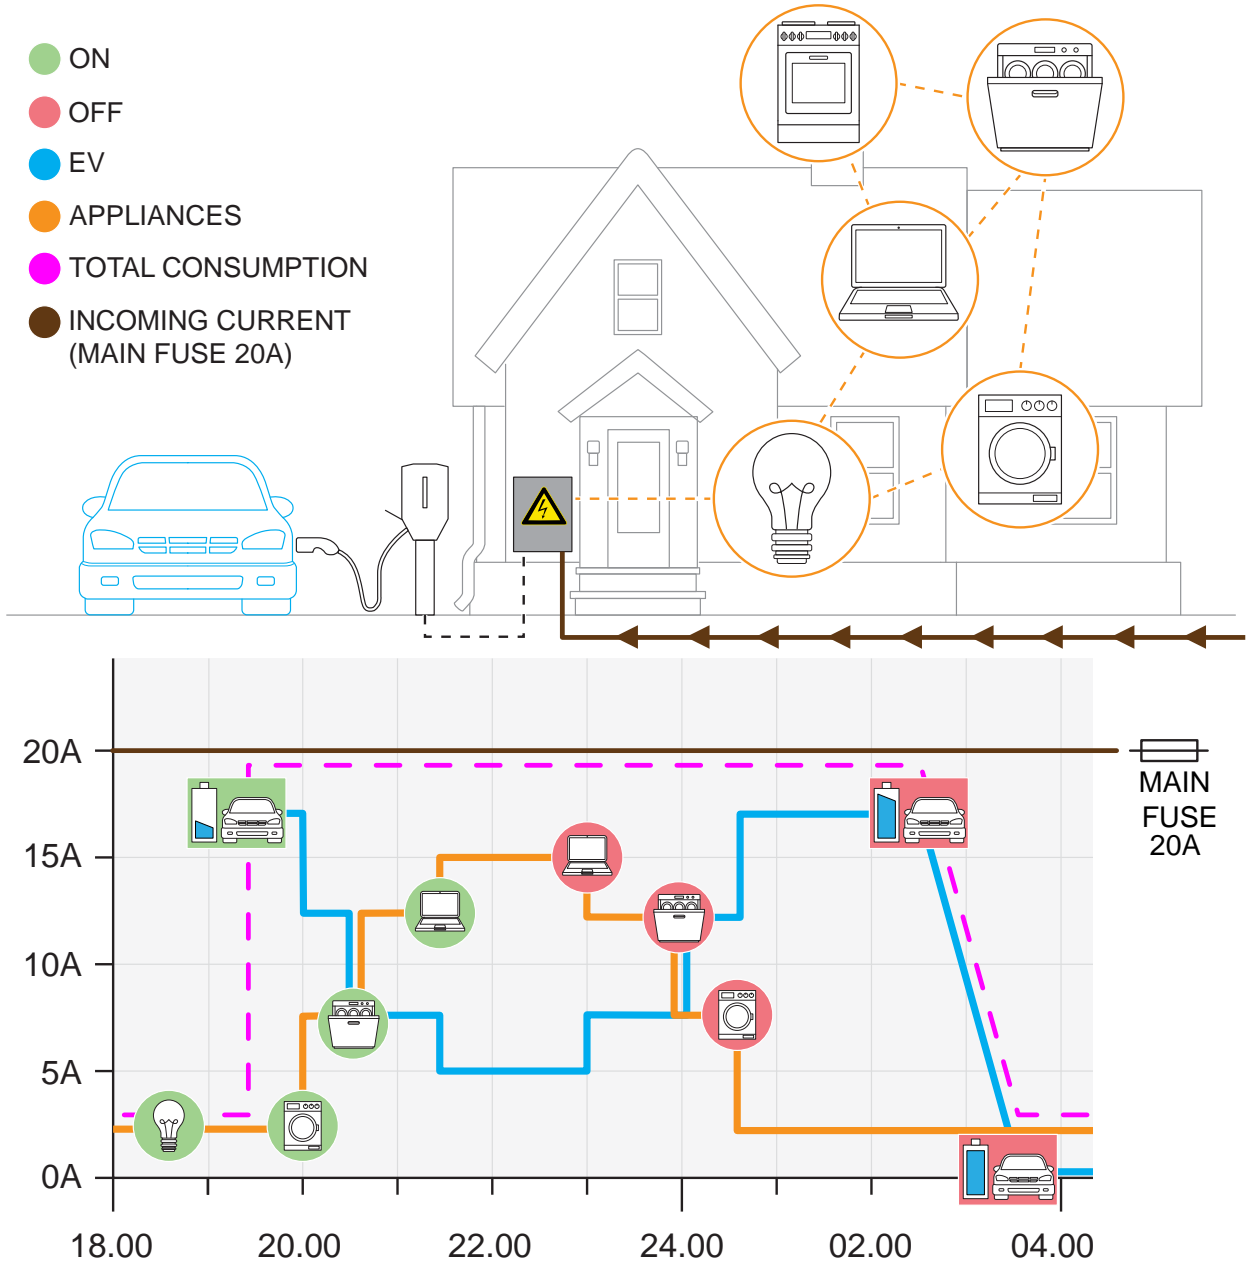 ON
OFF
EV
APPLIANCES
TOTAL CONSUMPTION
INCOMING CURRENT
(MAIN FUSE 20A)
20A
15A
10A
5A
0A
MAIN
FUSE
20A
18.00
20.00
22.00
24.00
02.00
04.00